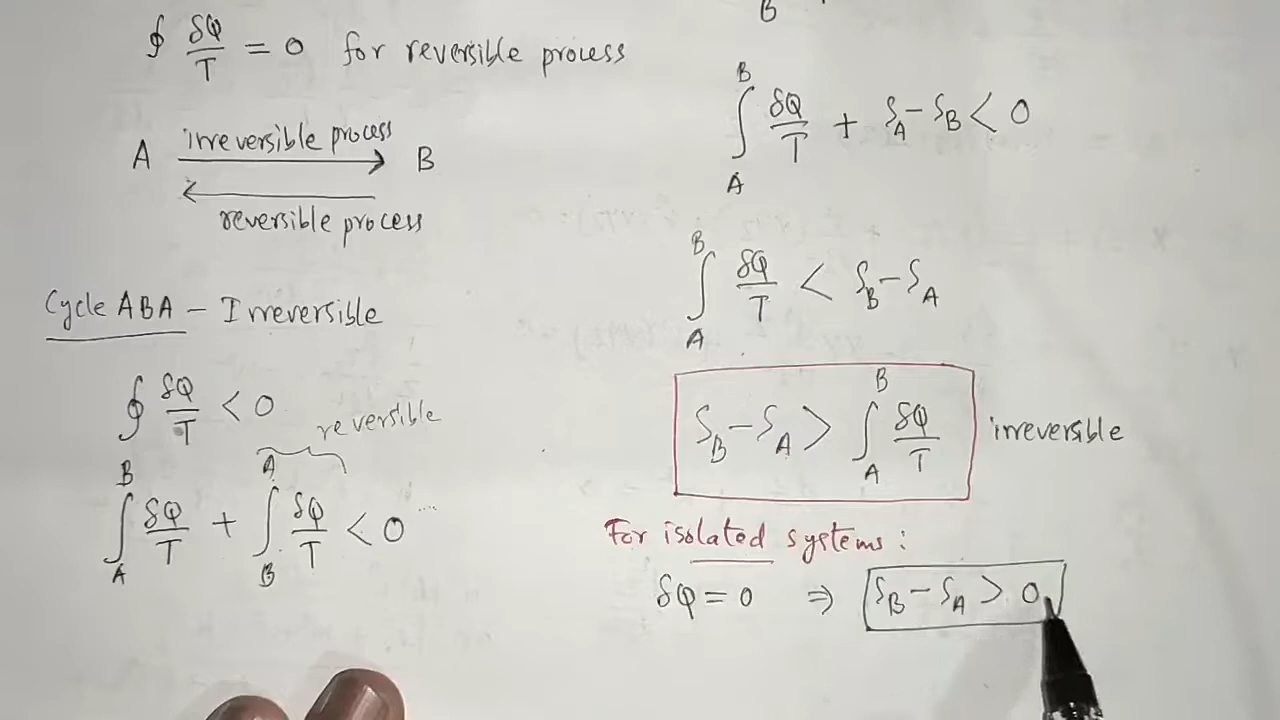 ∮ δQ/T = 0 for reversible process
A irreversible process → B
← reversible process
Cycle ABA – Irreversible
∮ δQ/T < 0
reversible
∫_A^B δQ/T + ∫_B^A δQ/T < 0 ....
B
∫_A^B δQ/T + S_A – S_B < 0
∫_A^B δQ/T < S_B – S_A
S_B – S_A > ∫_A^B δQ/T irreversible
For isolated systems :
δQ = 0 ⇒ S_B – S_A > 0